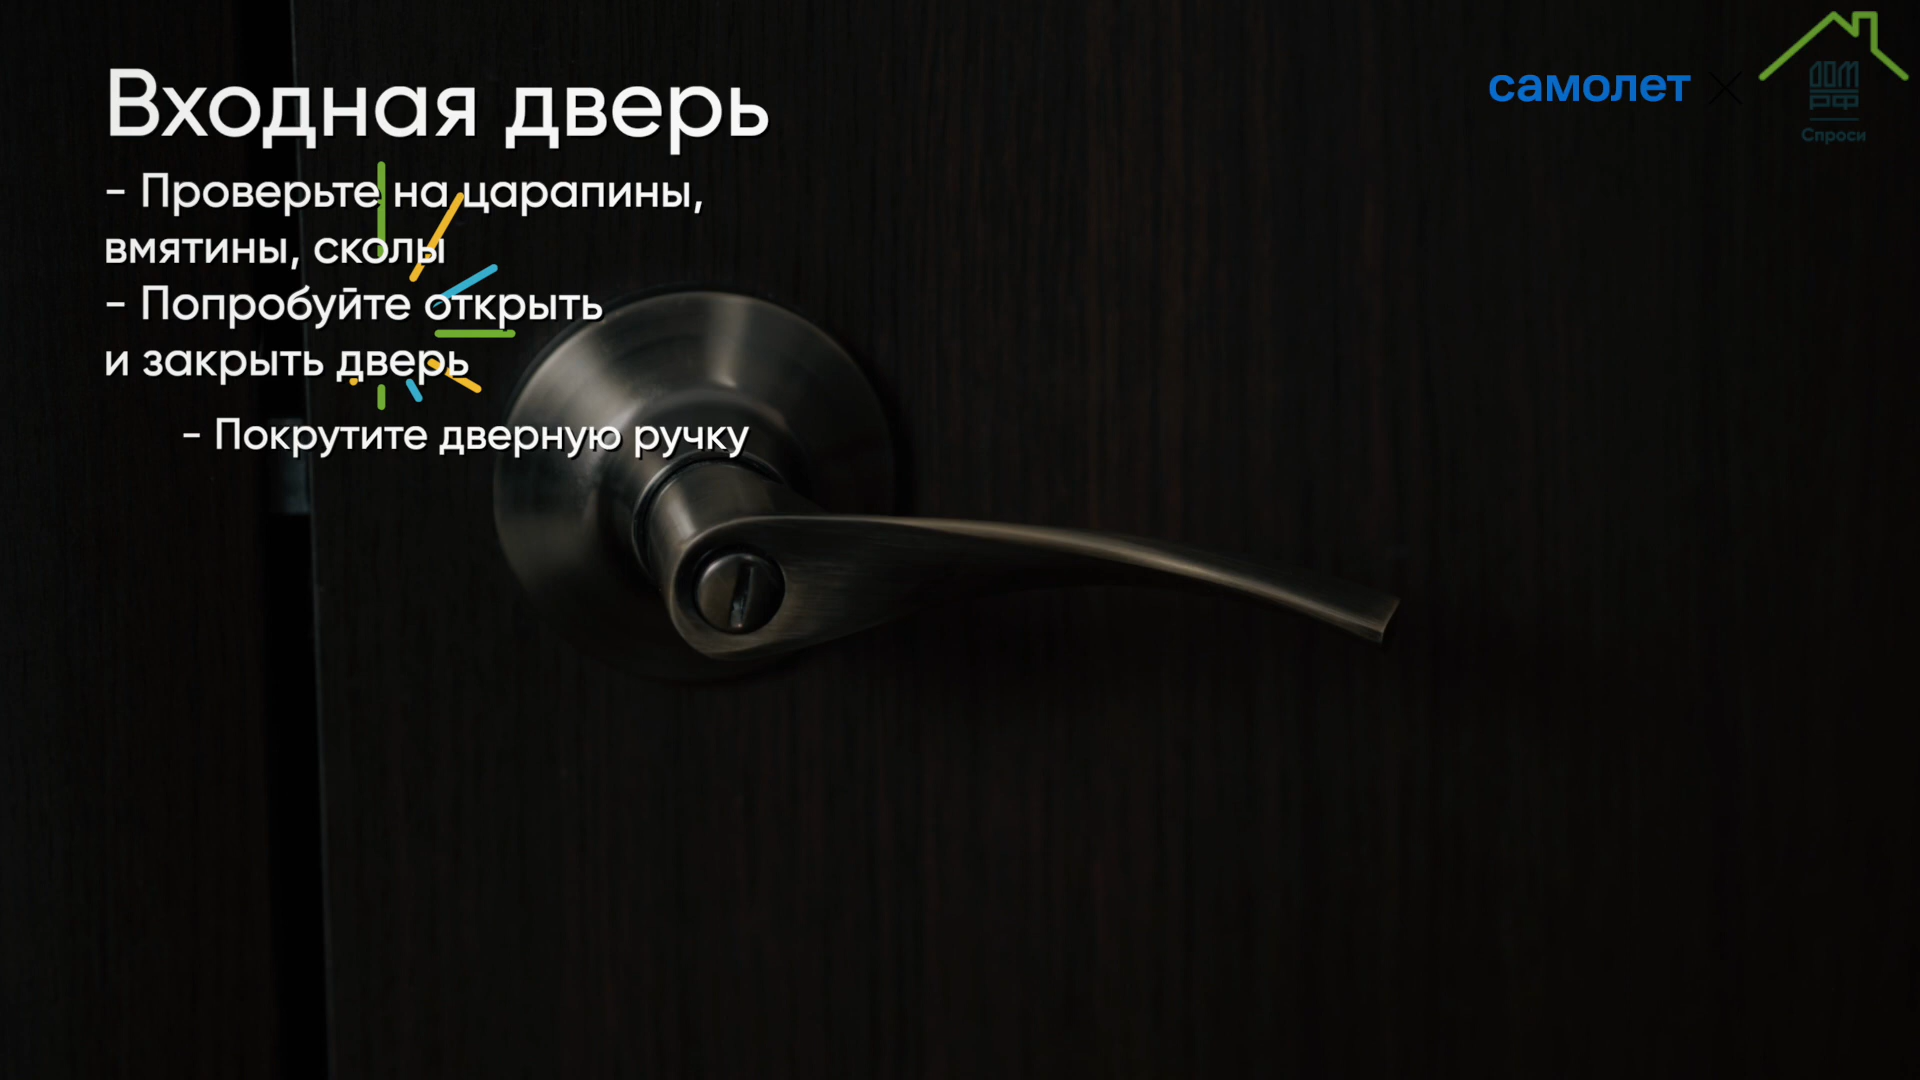 Входная дверь
- Проверьте на царапины,
вмятины, сколы
- Попробуйте открыть
и закрыть дверь
- Покрутите дверную ручку
самолет
ДОМ
РФ
Спроси